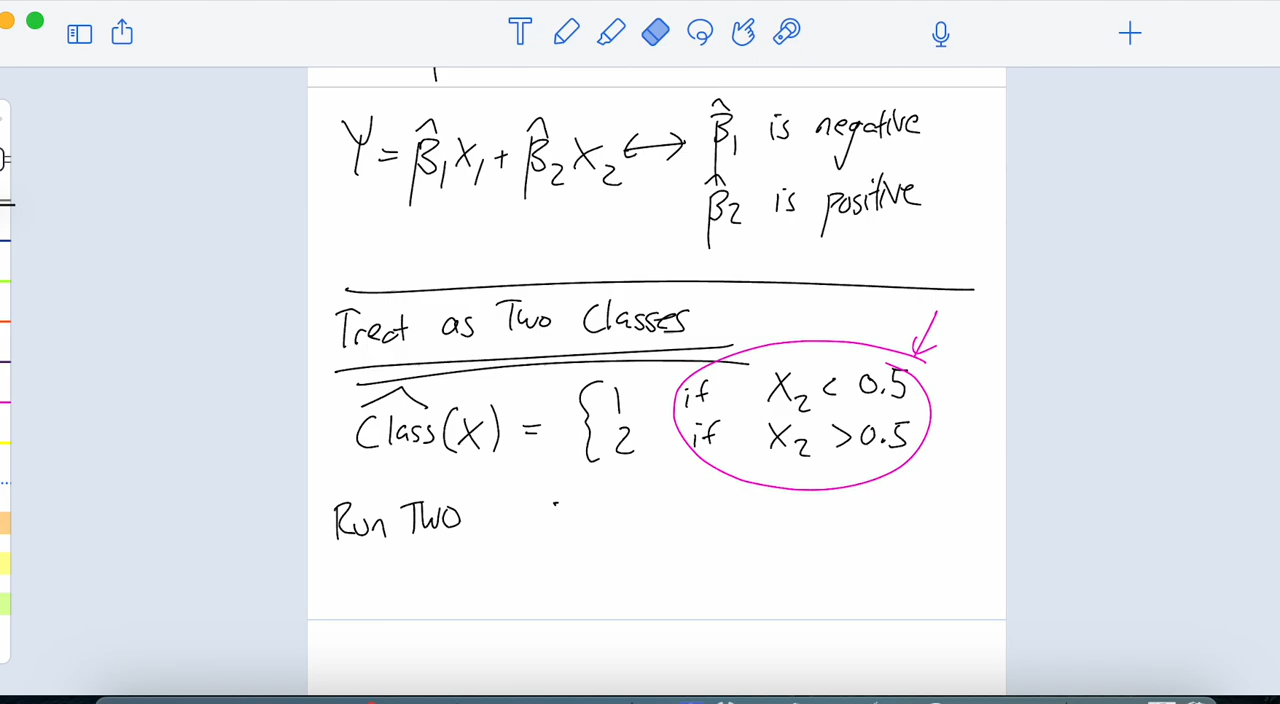 Y = β̂₁X₁ + β̂₂X₂ ⟷ β̂₁ is negative
β̂₂ is positive
Treat as Two Classes
Class^(X) = { 1 if X₂ < 0.5
2 if X₂ > 0.5
Run Two